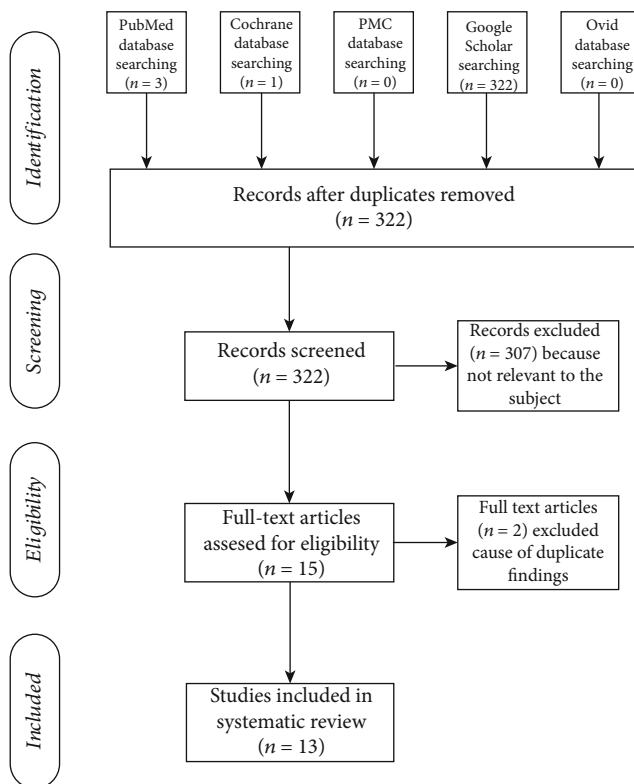 Identification
PubMed
database
searching
(n = 3)
Cochrane
database
searching
(n = 1)
PMC
database
searching
(n = 0)
Google
Scholar
searching
(n = 322)
Ovid
database
searching
(n = 0)
Records after duplicates removed
(n = 322)
Screening
Records screened
(n = 322)
Records excluded
(n = 307) because
not relevant to the
subject
Eligibility
Full-text articles
assesed for eligibility
(n = 15)
Full text articles
(n = 2) excluded
cause of duplicate
findings
Included
Studies included in
systematic review
(n = 13)